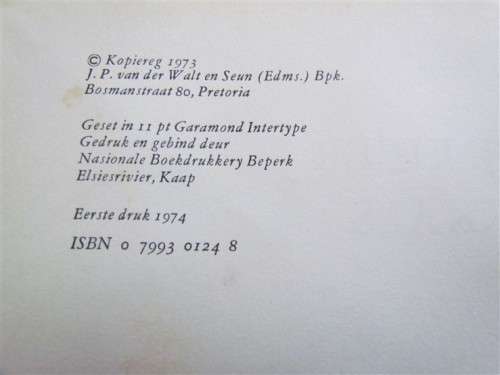 © Kopiereg 1973
J. P. van der Walt en Seun (Edms.) Bpk.
Bosmanstraat 80, Pretoria
Geset in 11 pt Garamond Intertype
Gedruk en gebind deur
Nasionale Boekdrukkery Beperk
Elsiesrivier, Kaap
Eerste druk 1974
ISBN 0 7993 0124 8